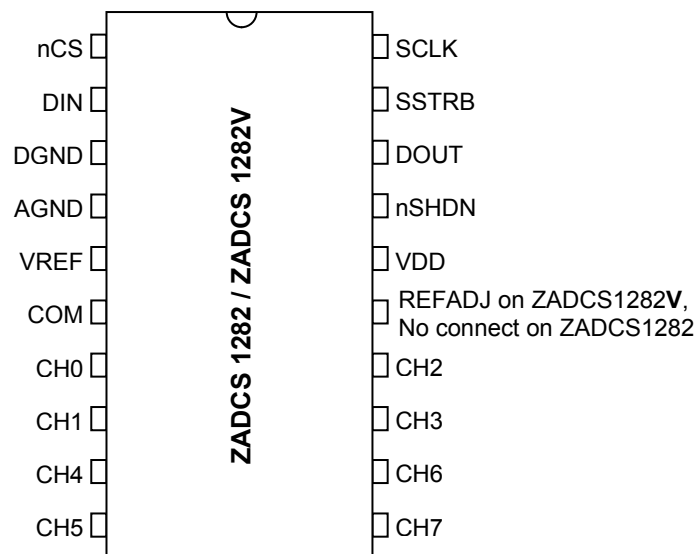 nCS
DIN
DGND
AGND
VREF
COM
CH0
CH1
CH4
CH5
ZADCS 1282 / ZADCS 1282V
SCLK
SSTRB
DOUT
nSHDN
VDD
REFADJ on ZADCS1282V,
No connect on ZADCS1282
CH2
CH3
CH6
CH7